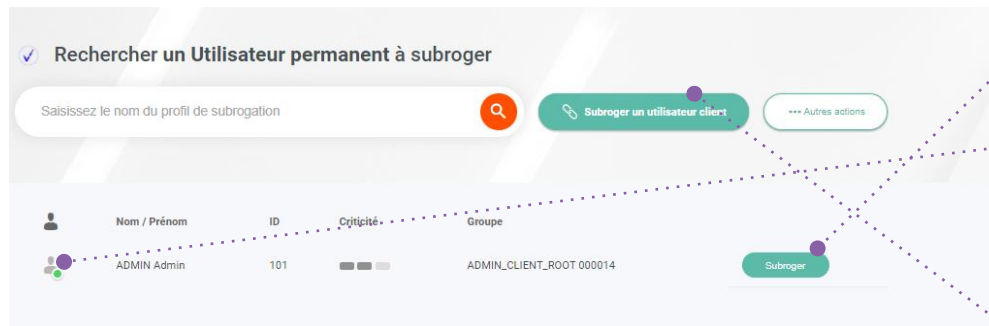 Rechercher un Utilisateur permanent à subroger
Saisissez le nom du profil de subrogation
Subroger un utilisateur client
••• Autres actions
Nom / Prénom ID Criticité Groupe
ADMIN Admin 101 ADMIN_CLIENT_ROOT 000014 Subroger